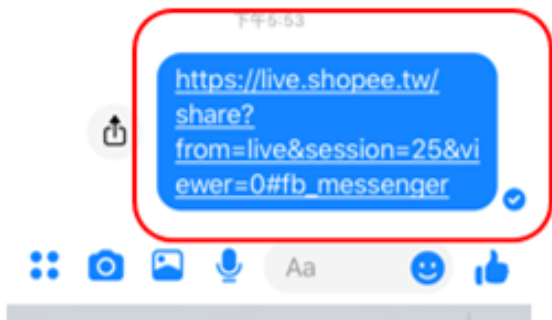 下午5:53
https://live.shopee.tw/
share?
from=live&session=25&vi
ewer=0#fb_messenger
Aa